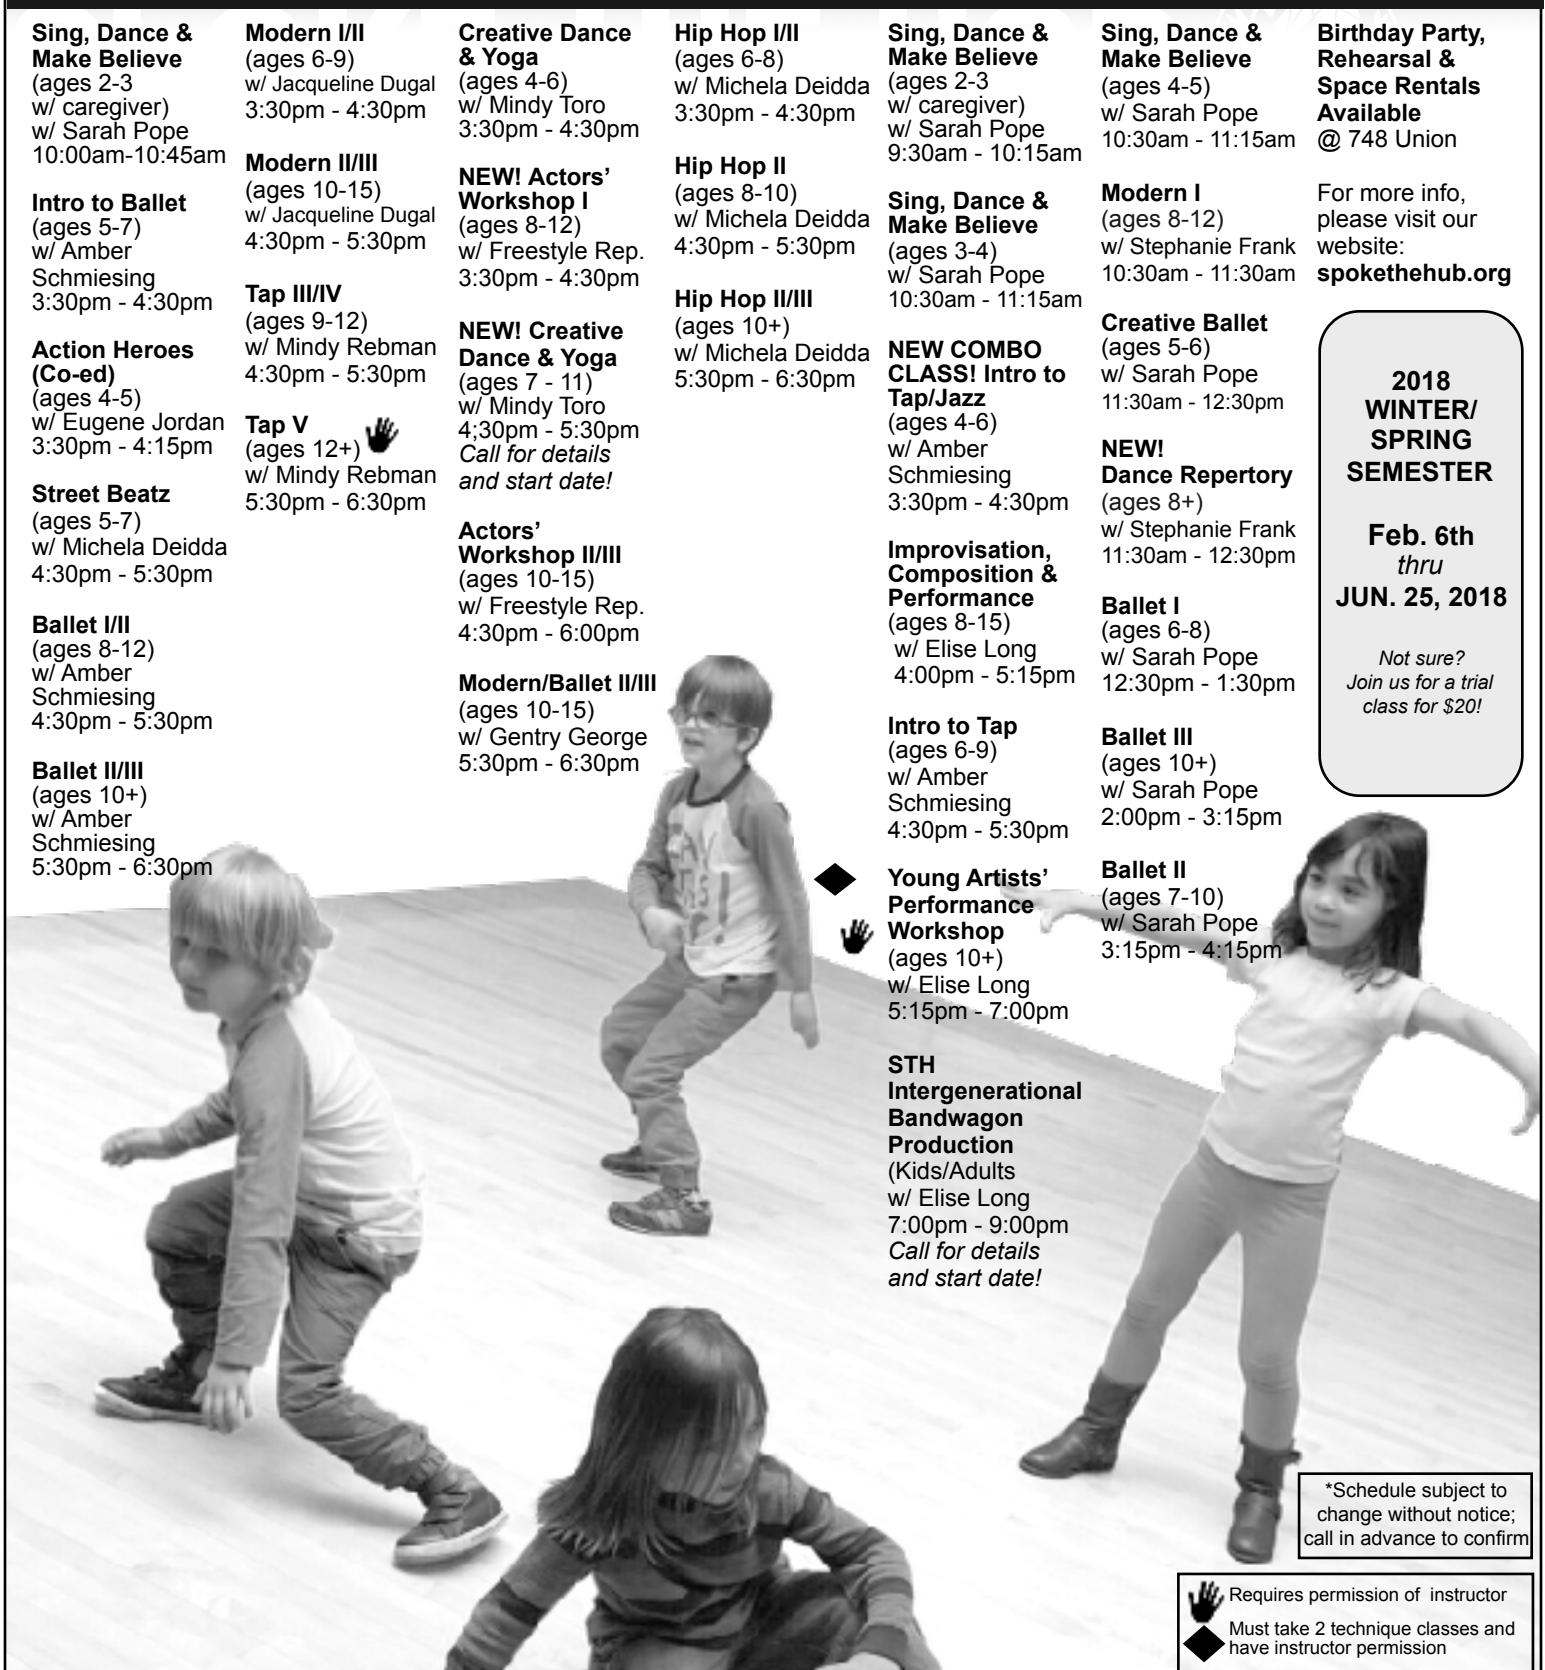 Sing, Dance &
Make Believe
(ages 2-3
w/ caregiver)
w/ Sarah Pope
10:00am-10:45am
Intro to Ballet
(ages 5-7)
w/ Amber
Schmiesing
3:30pm - 4:30pm
Action Heroes
(Co-ed)
(ages 4-5)
w/ Eugene Jordan
3:30pm - 4:15pm
Street Beatz
(ages 5-7)
w/ Michela Deidda
4:30pm - 5:30pm
Ballet I/II
(ages 8-12)
w/ Amber
Schmiesing
4:30pm - 5:30pm
Ballet II/III
(ages 10+)
w/ Amber
Schmiesing
5:30pm - 6:30pm
Modern I/II
(ages 6-9)
w/ Jacqueline Dugal
3:30pm - 4:30pm
Modern II/III
(ages 10-15)
w/ Jacqueline Dugal
4:30pm - 5:30pm
Tap III/IV
(ages 9-12)
w/ Mindy Rebman
4:30pm - 5:30pm
Tap V
(ages 12+)
w/ Mindy Rebman
5:30pm - 6:30pm
Creative Dance
& Yoga
(ages 4-6)
w/ Mindy Toro
3:30pm - 4:30pm
NEW! Actors’
Workshop I
(ages 8-12)
w/ Freestyle Rep.
3:30pm - 4:30pm
NEW! Creative
Dance & Yoga
(ages 7 - 11)
w/ Mindy Toro
4;30pm - 5:30pm
Call for details
and start date!
Actors’
Workshop II/III
(ages 10-15)
w/ Freestyle Rep.
4:30pm - 6:00pm
Modern/Ballet II/III
(ages 10-15)
w/ Gentry George
5:30pm - 6:30pm
Hip Hop I/II
(ages 6-8)
w/ Michela Deidda
3:30pm - 4:30pm
Hip Hop II
(ages 8-10)
w/ Michela Deidda
4:30pm - 5:30pm
Hip Hop II/III
(ages 10+)
w/ Michela Deidda
5:30pm - 6:30pm
Sing, Dance &
Make Believe
(ages 2-3
w/ caregiver)
w/ Sarah Pope
9:30am - 10:15am
Sing, Dance &
Make Believe
(ages 3-4)
w/ Sarah Pope
10:30am - 11:15am
NEW COMBO
CLASS! Intro to
Tap/Jazz
(ages 4-6)
w/ Amber
Schmiesing
3:30pm - 4:30pm
Improvisation,
Composition &
Performance
(ages 8-15)
w/ Elise Long
4:00pm - 5:15pm
Intro to Tap
(ages 6-9)
w/ Amber
Schmiesing
4:30pm - 5:30pm
Young Artists’
Performance
Workshop
(ages 10+)
w/ Elise Long
5:15pm - 7:00pm
STH
Intergenerational
Bandwagon
Production
(Kids/Adults
w/ Elise Long
7:00pm - 9:00pm
Call for details
and start date!
Sing, Dance &
Make Believe
(ages 4-5)
w/ Sarah Pope
10:30am - 11:15am
Modern I
(ages 8-12)
w/ Stephanie Frank
10:30am - 11:30am
Creative Ballet
(ages 5-6)
w/ Sarah Pope
11:30am - 12:30pm
NEW!
Dance Repertory
(ages 8+)
w/ Stephanie Frank
11:30am - 12:30pm
Ballet I
(ages 6-8)
w/ Sarah Pope
12:30pm - 1:30pm
Ballet III
(ages 10+)
w/ Sarah Pope
2:00pm - 3:15pm
Ballet II
(ages 7-10)
w/ Sarah Pope
3:15pm - 4:15pm
Birthday Party,
Rehearsal &
Space Rentals
Available
@ 748 Union
For more info,
please visit our
website:
spokethehub.org
2018
WINTER/
SPRING
SEMESTER
Feb. 6th
thru
JUN. 25, 2018
Not sure?
Join us for a trial
class for $20!
*Schedule subject to
change without notice;
call in advance to confirm
Requires permission of instructor
Must take 2 technique classes and
have instructor permission